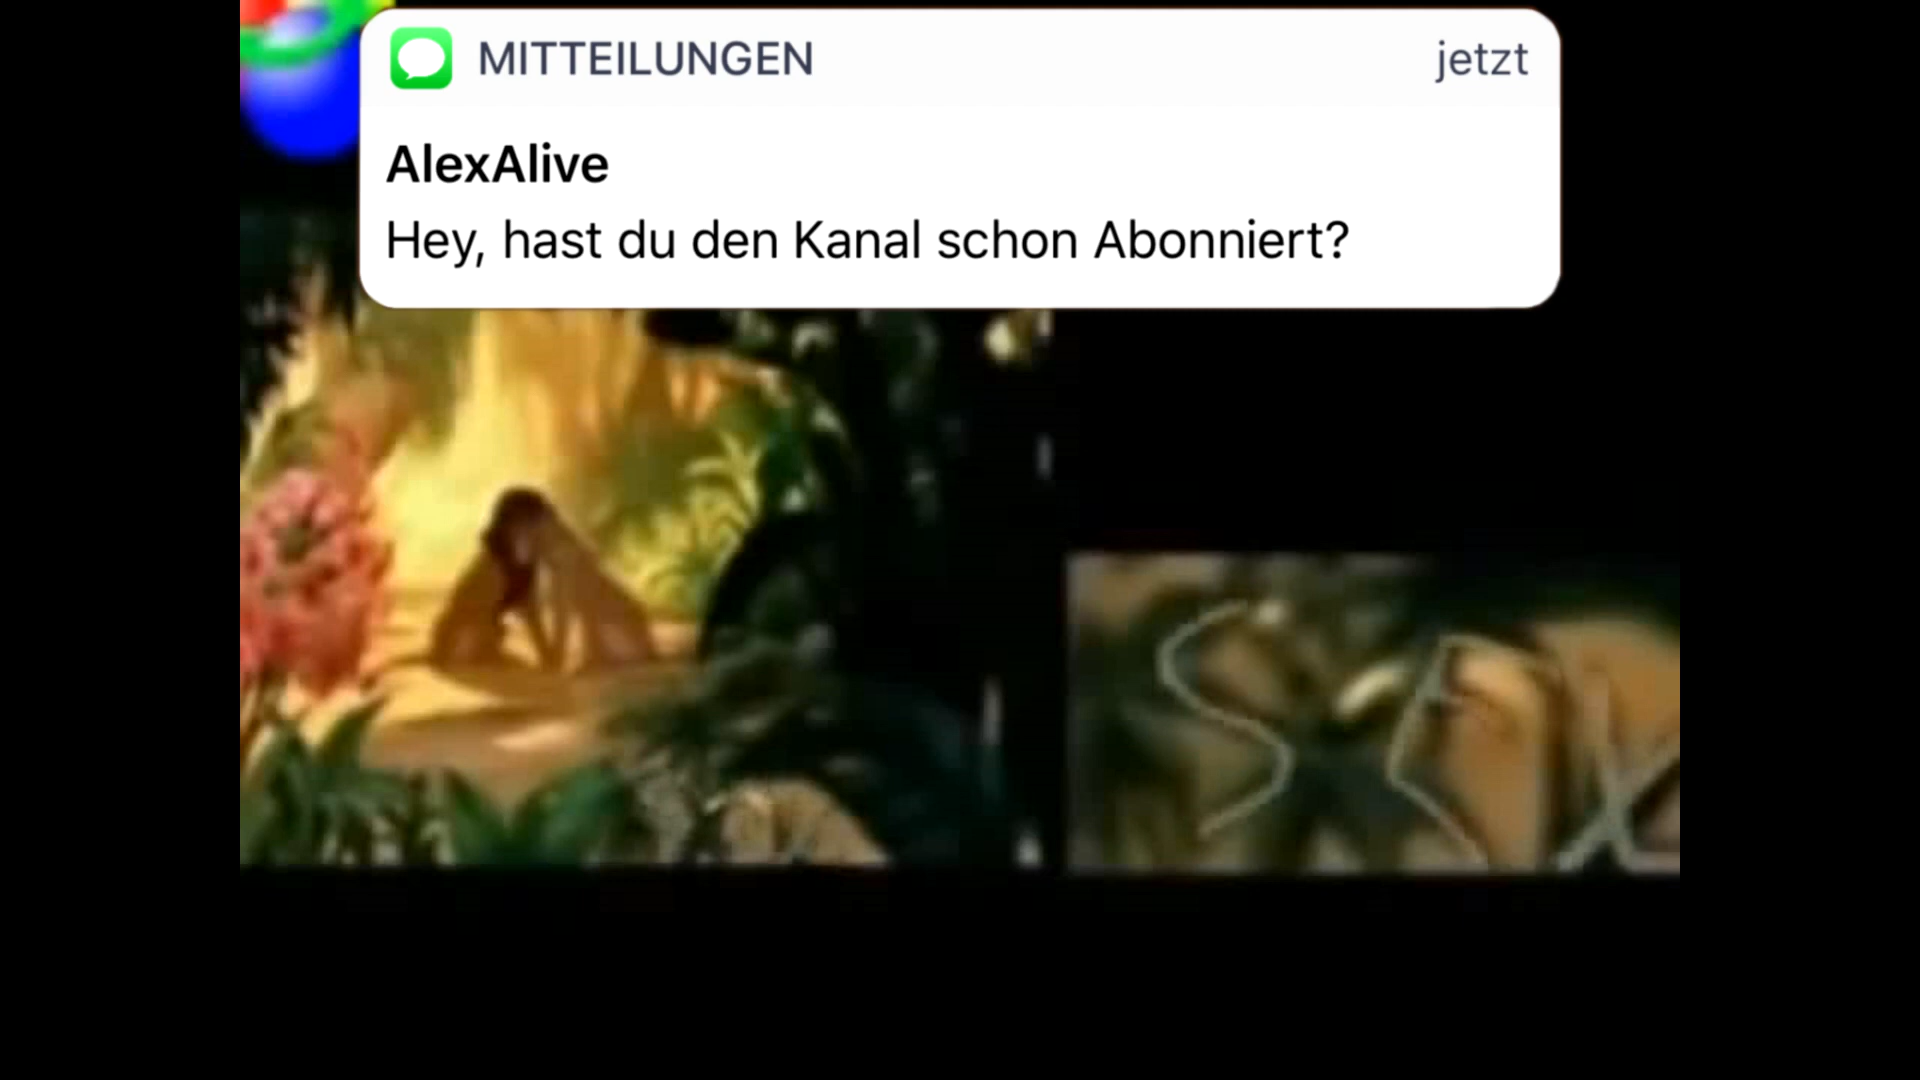 MITTEILUNGEN jetzt
AlexAlive
Hey, hast du den Kanal schon Abonniert?
SEX